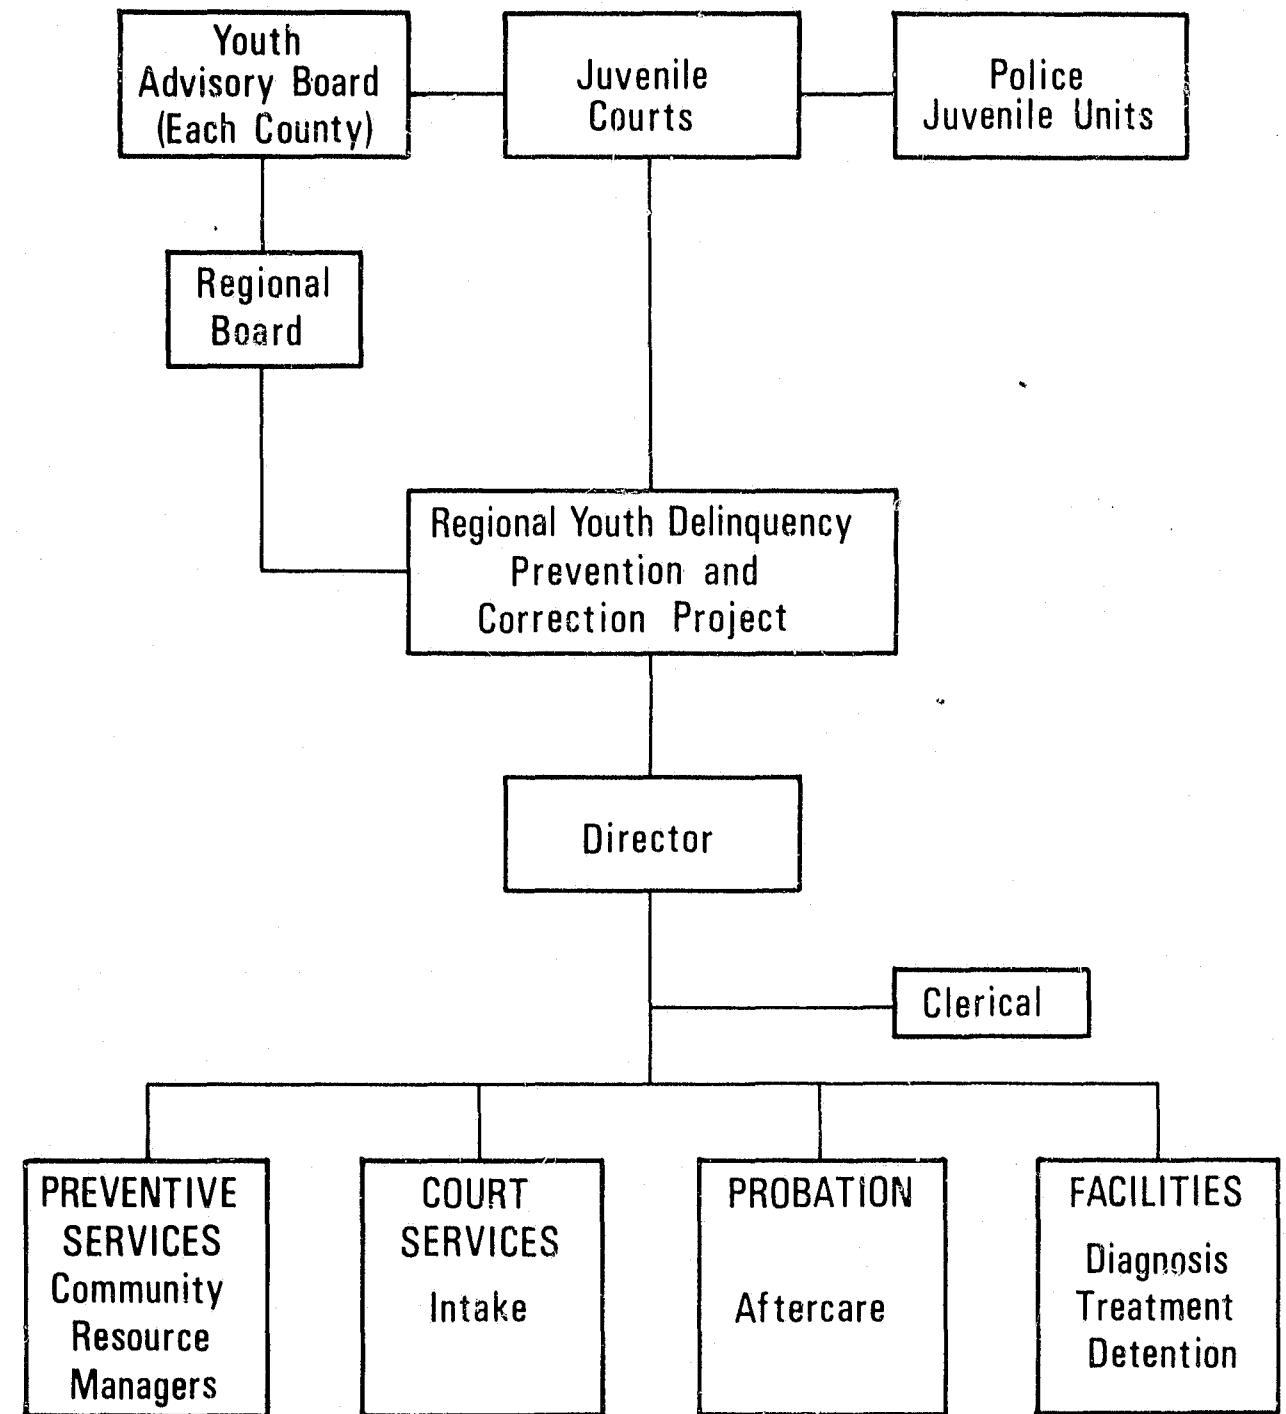 Youth
Advisory Board
(Each County)
Juvenile
Courts
Police
Juvenile Units
Regional
Board
Regional Youth Delinquency
Prevention and
Correction Project
Director
Clerical
PREVENTIVE
SERVICES
Community
Resource
Managers
COURT
SERVICES
Intake
PROBATION
Aftercare
FACILITIES
Diagnosis
Treatment
Detention